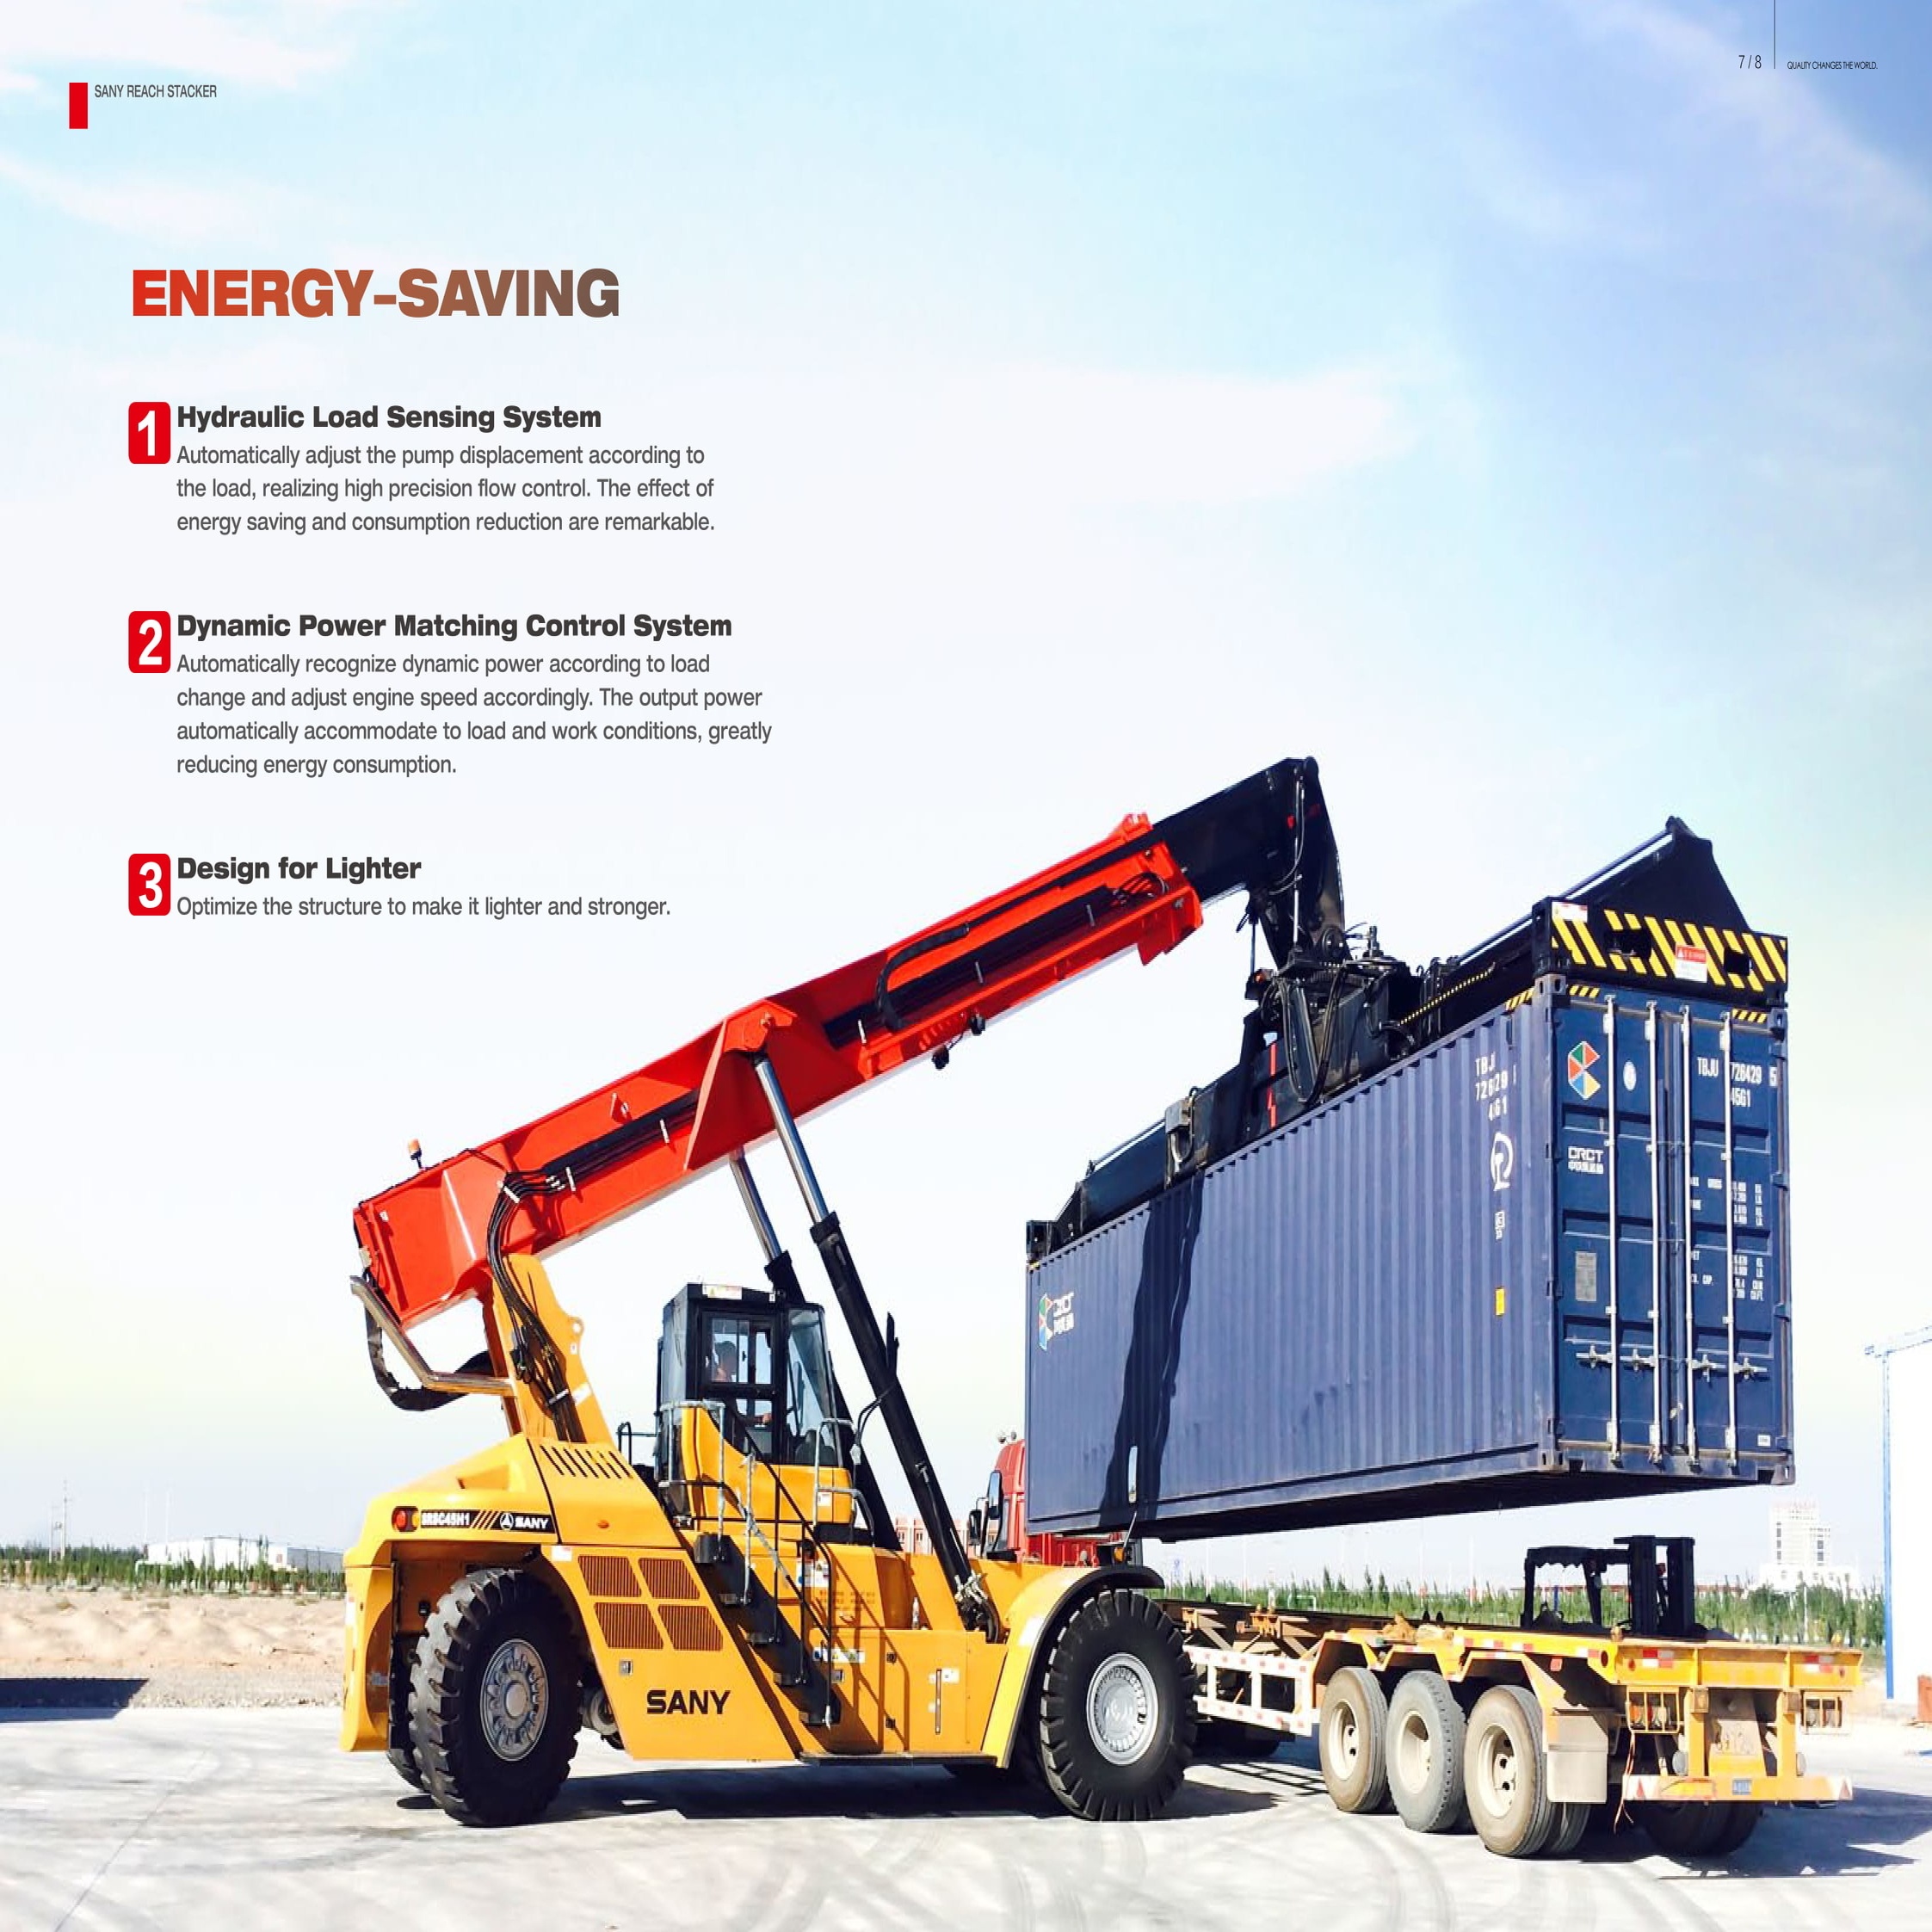 SANY REACH STACKER
7 / 8
QUALITY CHANGES THE WORLD.
ENERGY-SAVING
1
Hydraulic Load Sensing System
Automatically adjust the pump displacement according to
the load, realizing high precision flow control. The effect of
energy saving and consumption reduction are remarkable.
2
Dynamic Power Matching Control System
Automatically recognize dynamic power according to load
change and adjust engine speed accordingly. The output power
automatically accommodate to load and work conditions, greatly
reducing energy consumption.
3
Design for Lighter
Optimize the structure to make it lighter and stronger.
TBJU 726429 5
45G1
CRCT
SRSC45H1 SANY
SANY